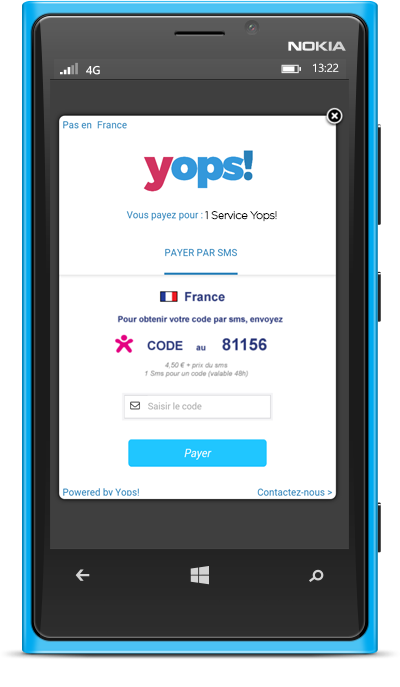 NOKIA
4G 13:22
Pas en France
yops!
Vous payez pour : 1 Service Yops!
PAYER PAR SMS
France
Pour obtenir votre code par sms, envoyez
CODE au 81156
4,50 € + prix du sms
1 Sms pour un code (valable 48h)
Saisir le code
Payer
Powered by Yops! Contactez-nous >